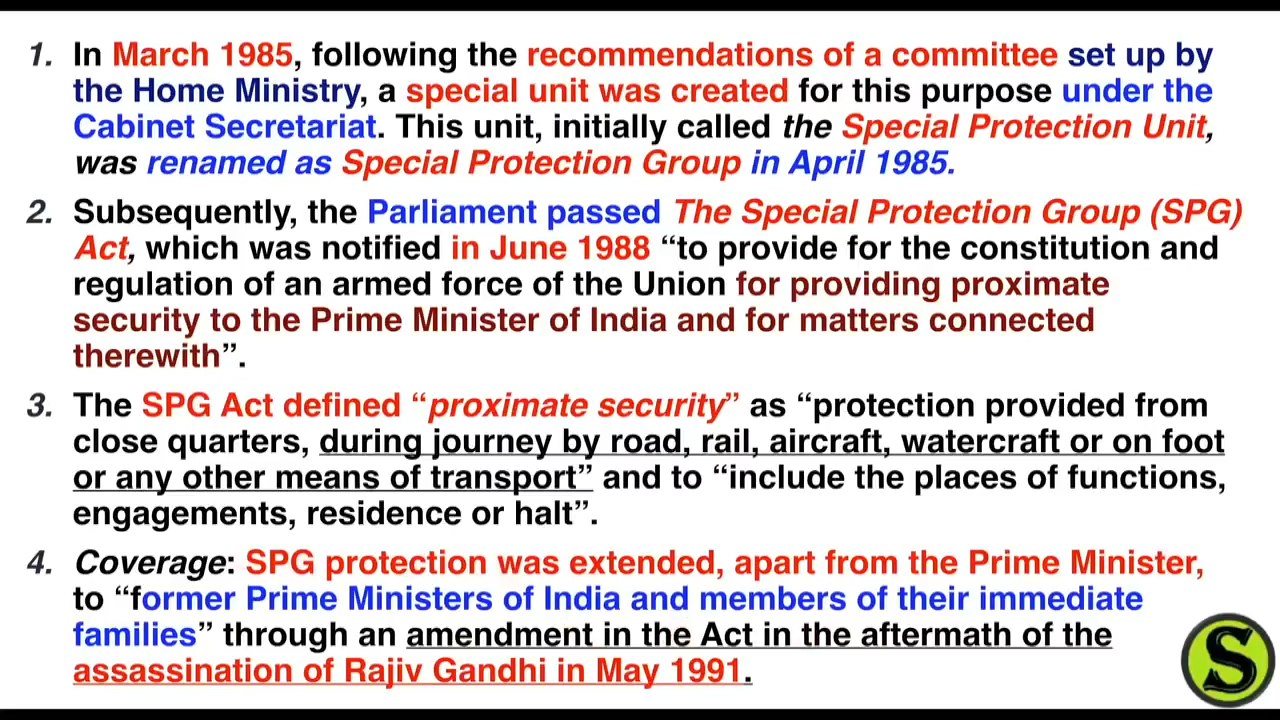 1. In March 1985, following the recommendations of a committee set up by
the Home Ministry, a special unit was created for this purpose under the
Cabinet Secretariat. This unit, initially called the Special Protection Unit,
was renamed as Special Protection Group in April 1985.
2. Subsequently, the Parliament passed The Special Protection Group (SPG)
Act, which was notified in June 1988 “to provide for the constitution and
regulation of an armed force of the Union for providing proximate
security to the Prime Minister of India and for matters connected
therewith”.
3. The SPG Act defined “proximate security” as “protection provided from
close quarters, during journey by road, rail, aircraft, watercraft or on foot
or any other means of transport” and to “include the places of functions,
engagements, residence or halt”.
4. Coverage: SPG protection was extended, apart from the Prime Minister,
to “former Prime Ministers of India and members of their immediate
families” through an amendment in the Act in the aftermath of the
assassination of Rajiv Gandhi in May 1991.
S